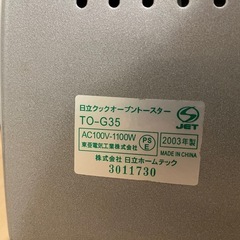 日立クックオーブントースター
TO-G35
AC100V-1100W
東亜電気工業株式会社
PS
E
S
JET
2003年製
MADE IN CHINA
株式会社 日立ホームテック
3011730